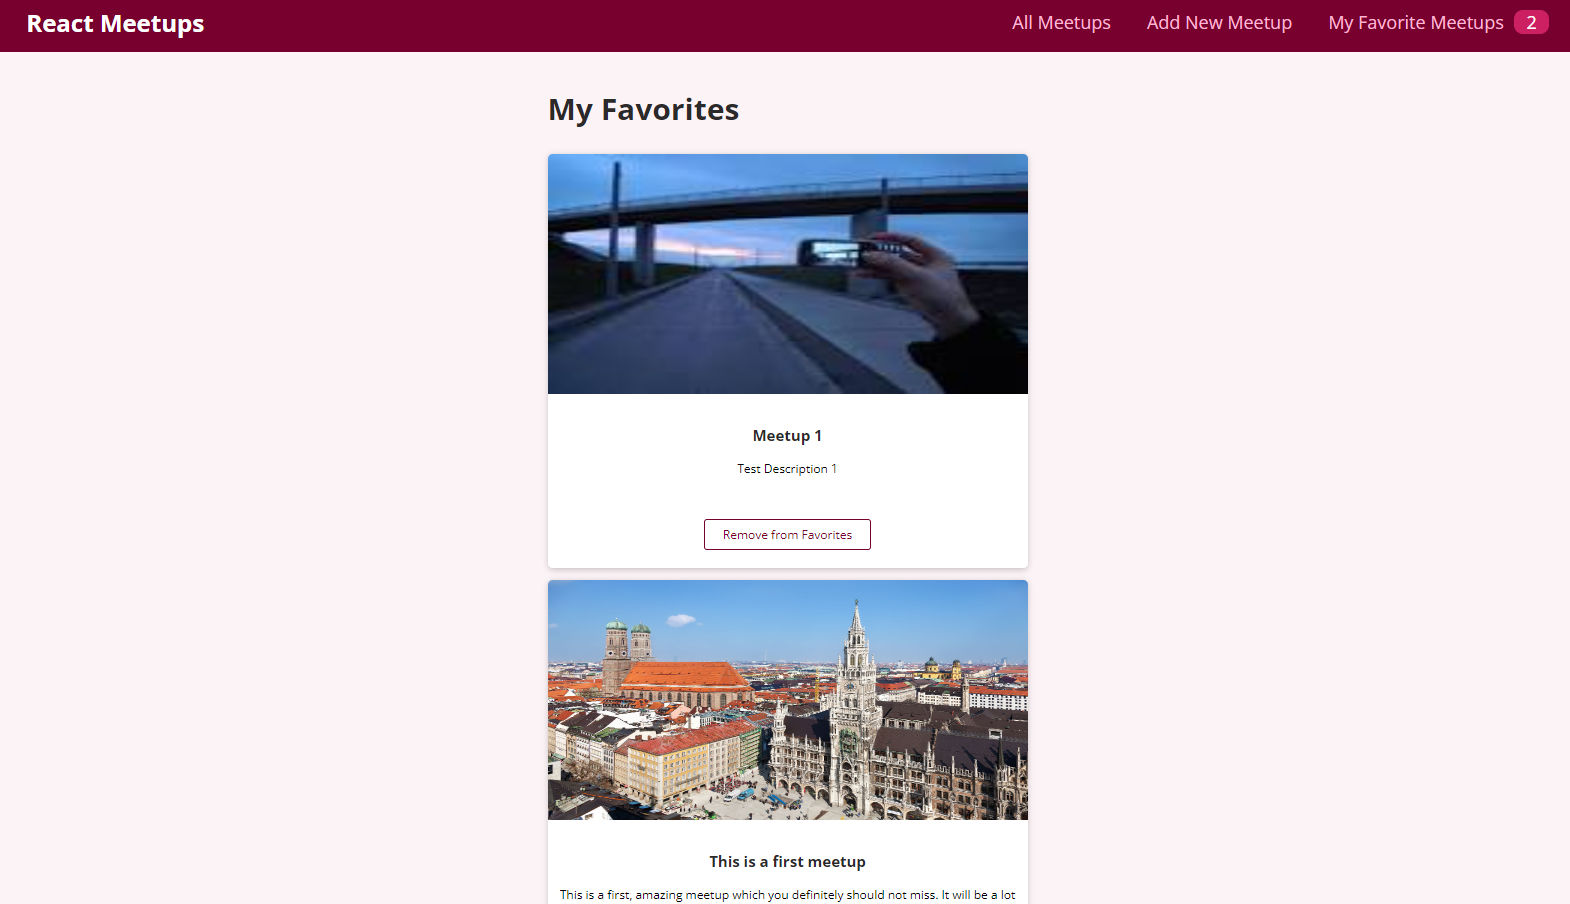 React Meetups
All Meetups
Add New Meetup
My Favorite Meetups 2
My Favorites
Meetup 1
Test Description 1
Remove from Favorites
This is a first meetup
This is a first, amazing meetup which you definitely should not miss. It will be a lot